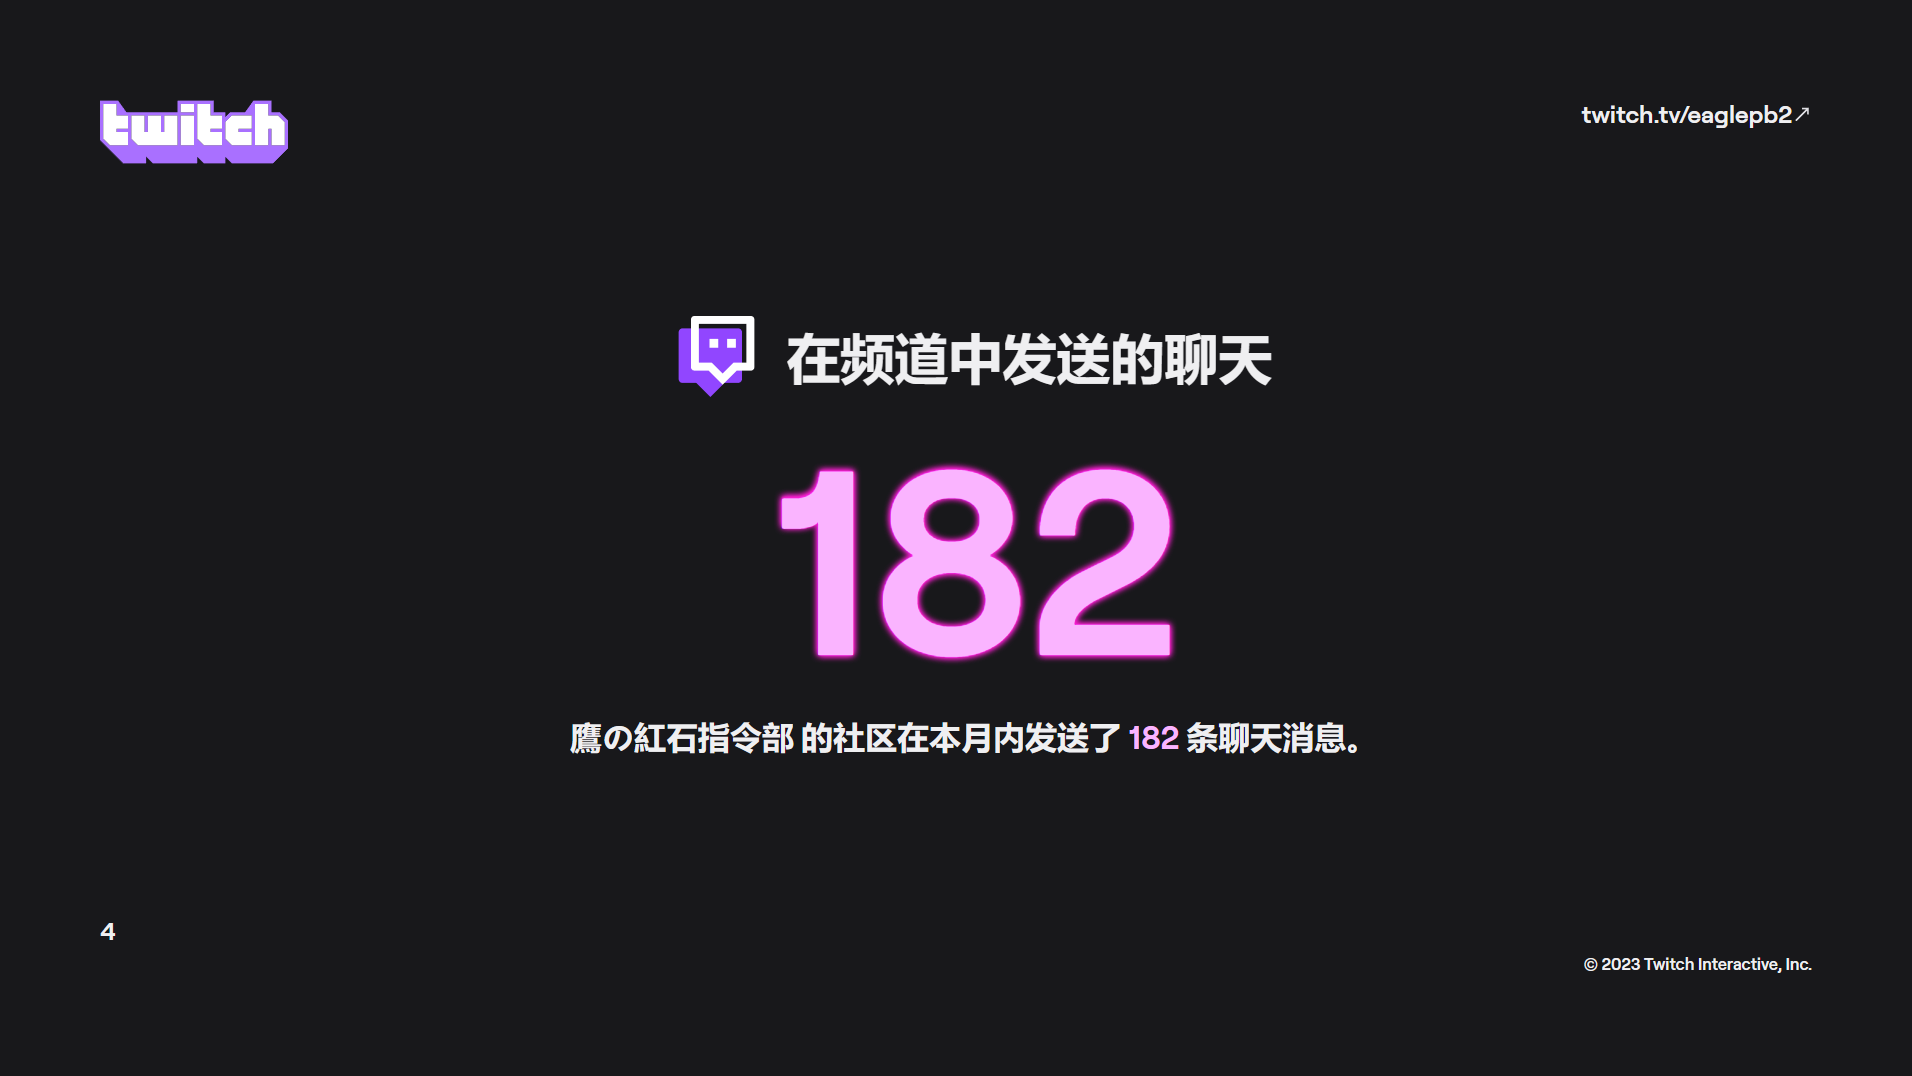 twitch
twitch.tv/eaglepb2↗
在频道中发送的聊天
182
鷹の紅石指令部 的社区在本月内发送了 182 条聊天消息。
4
© 2023 Twitch Interactive, Inc.